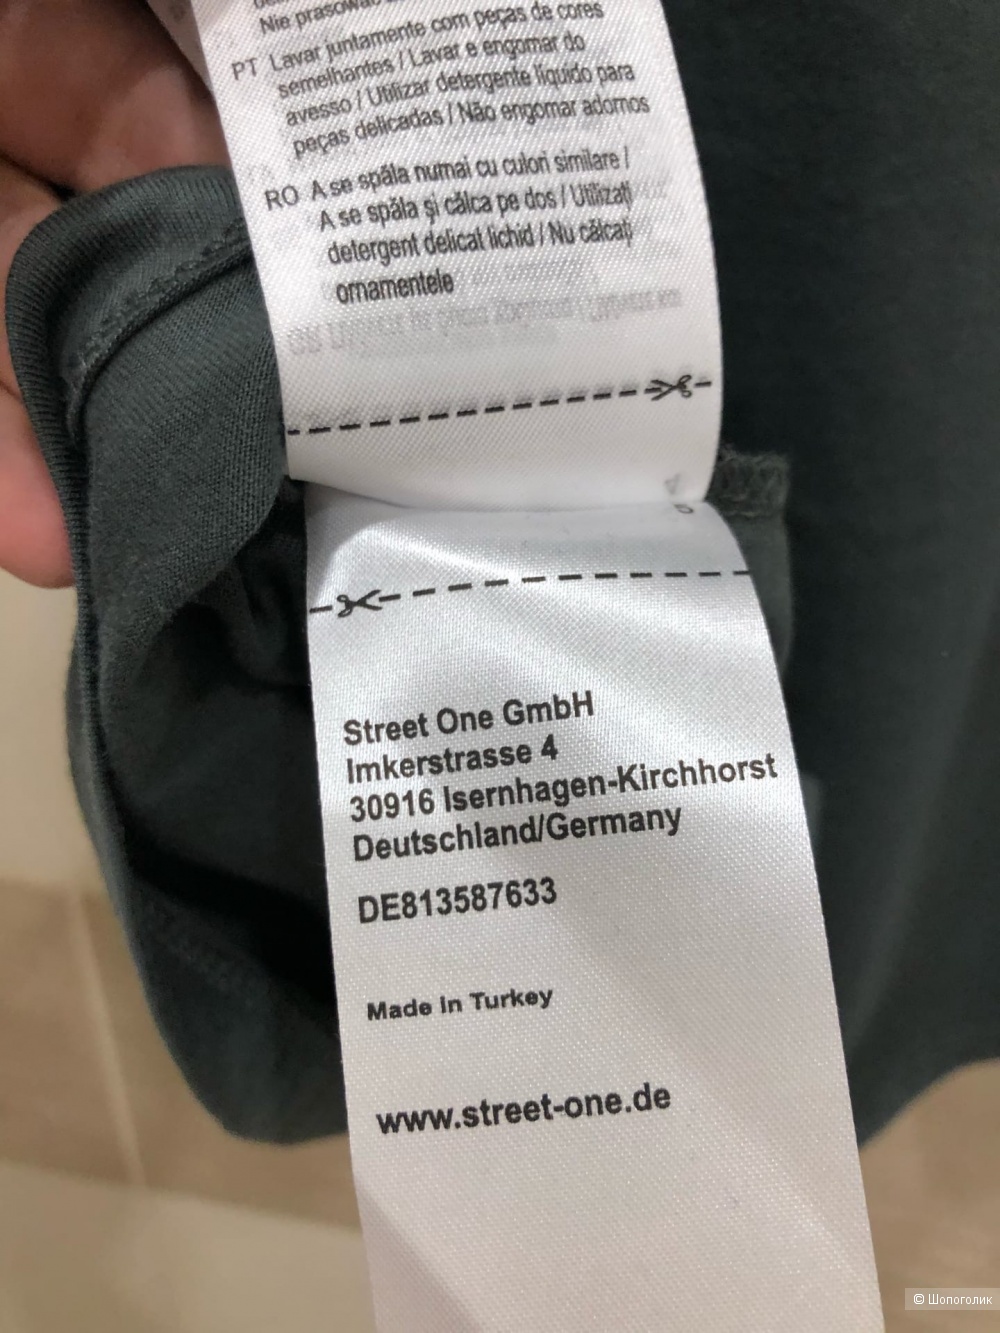 Nie prasować
PT Lavar juntamente com peças de cores
semelhantes / Lavar e engomar do
avesso / Utilizar detergente líquido para
peças delicadas / Não engomar adornos
RO A se spăla numai cu culori similare /
A se spăla și călca pe dos / Utilizați
detergent delicat lichid / Nu călcați
ornamentele
Street One GmbH
Imkerstrasse 4
30916 Isernhagen-Kirchhorst
Deutschland/Germany
DE813587633
Made in Turkey
www.street-one.de
© Шопоголик